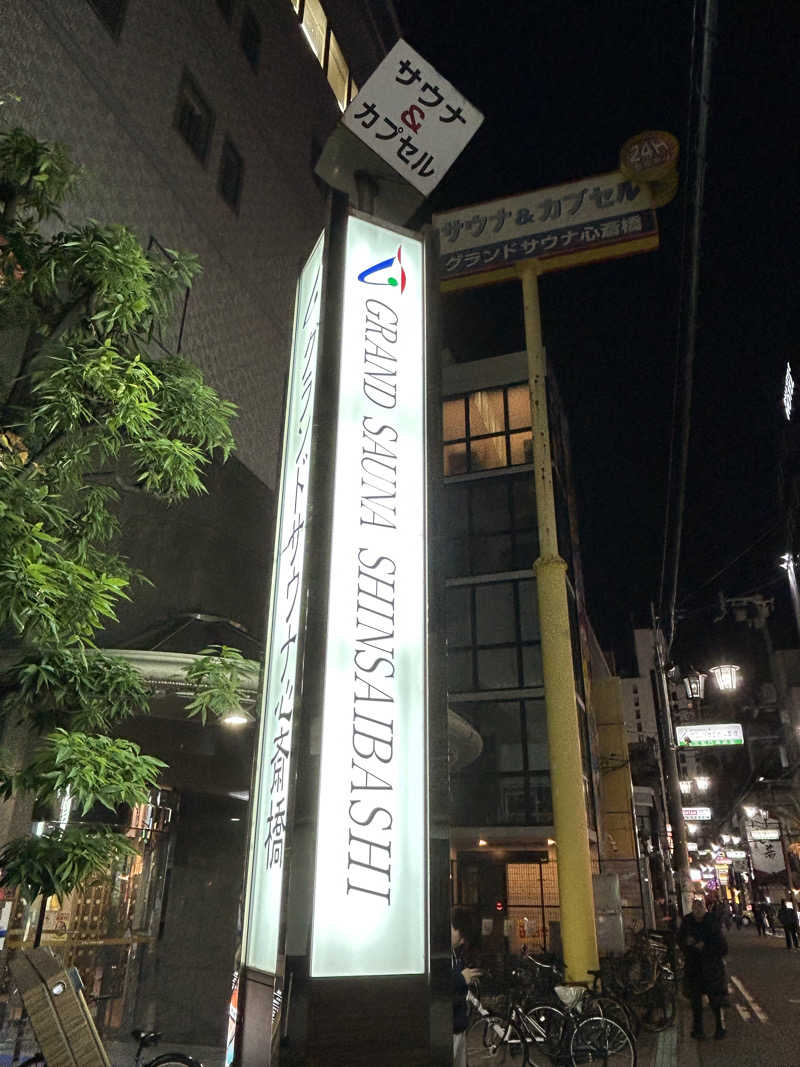 サウナ
&
カプセル
24H
サウナ&カプセル
グランドサウナ心斎橋
GRAND SAUNA SHINSAIBASHI
グランドサウナ心斎橋